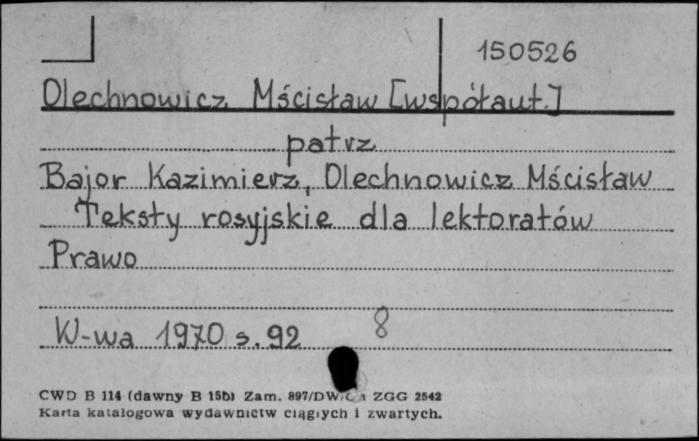 150526
Olechnowicz Mścisław [współaut.]
patrz
Bajor Kazimierz, Olechnowicz Mścisław
Teksty rosyjskie dla lektoratów
Prawo
W-wa 1970 s. 92 8
CWD B 114 (dawny B 15b) Zam. 897/DW ZGG 2542
Karta katalogowa wydawnictw ciągłych i zwartych.